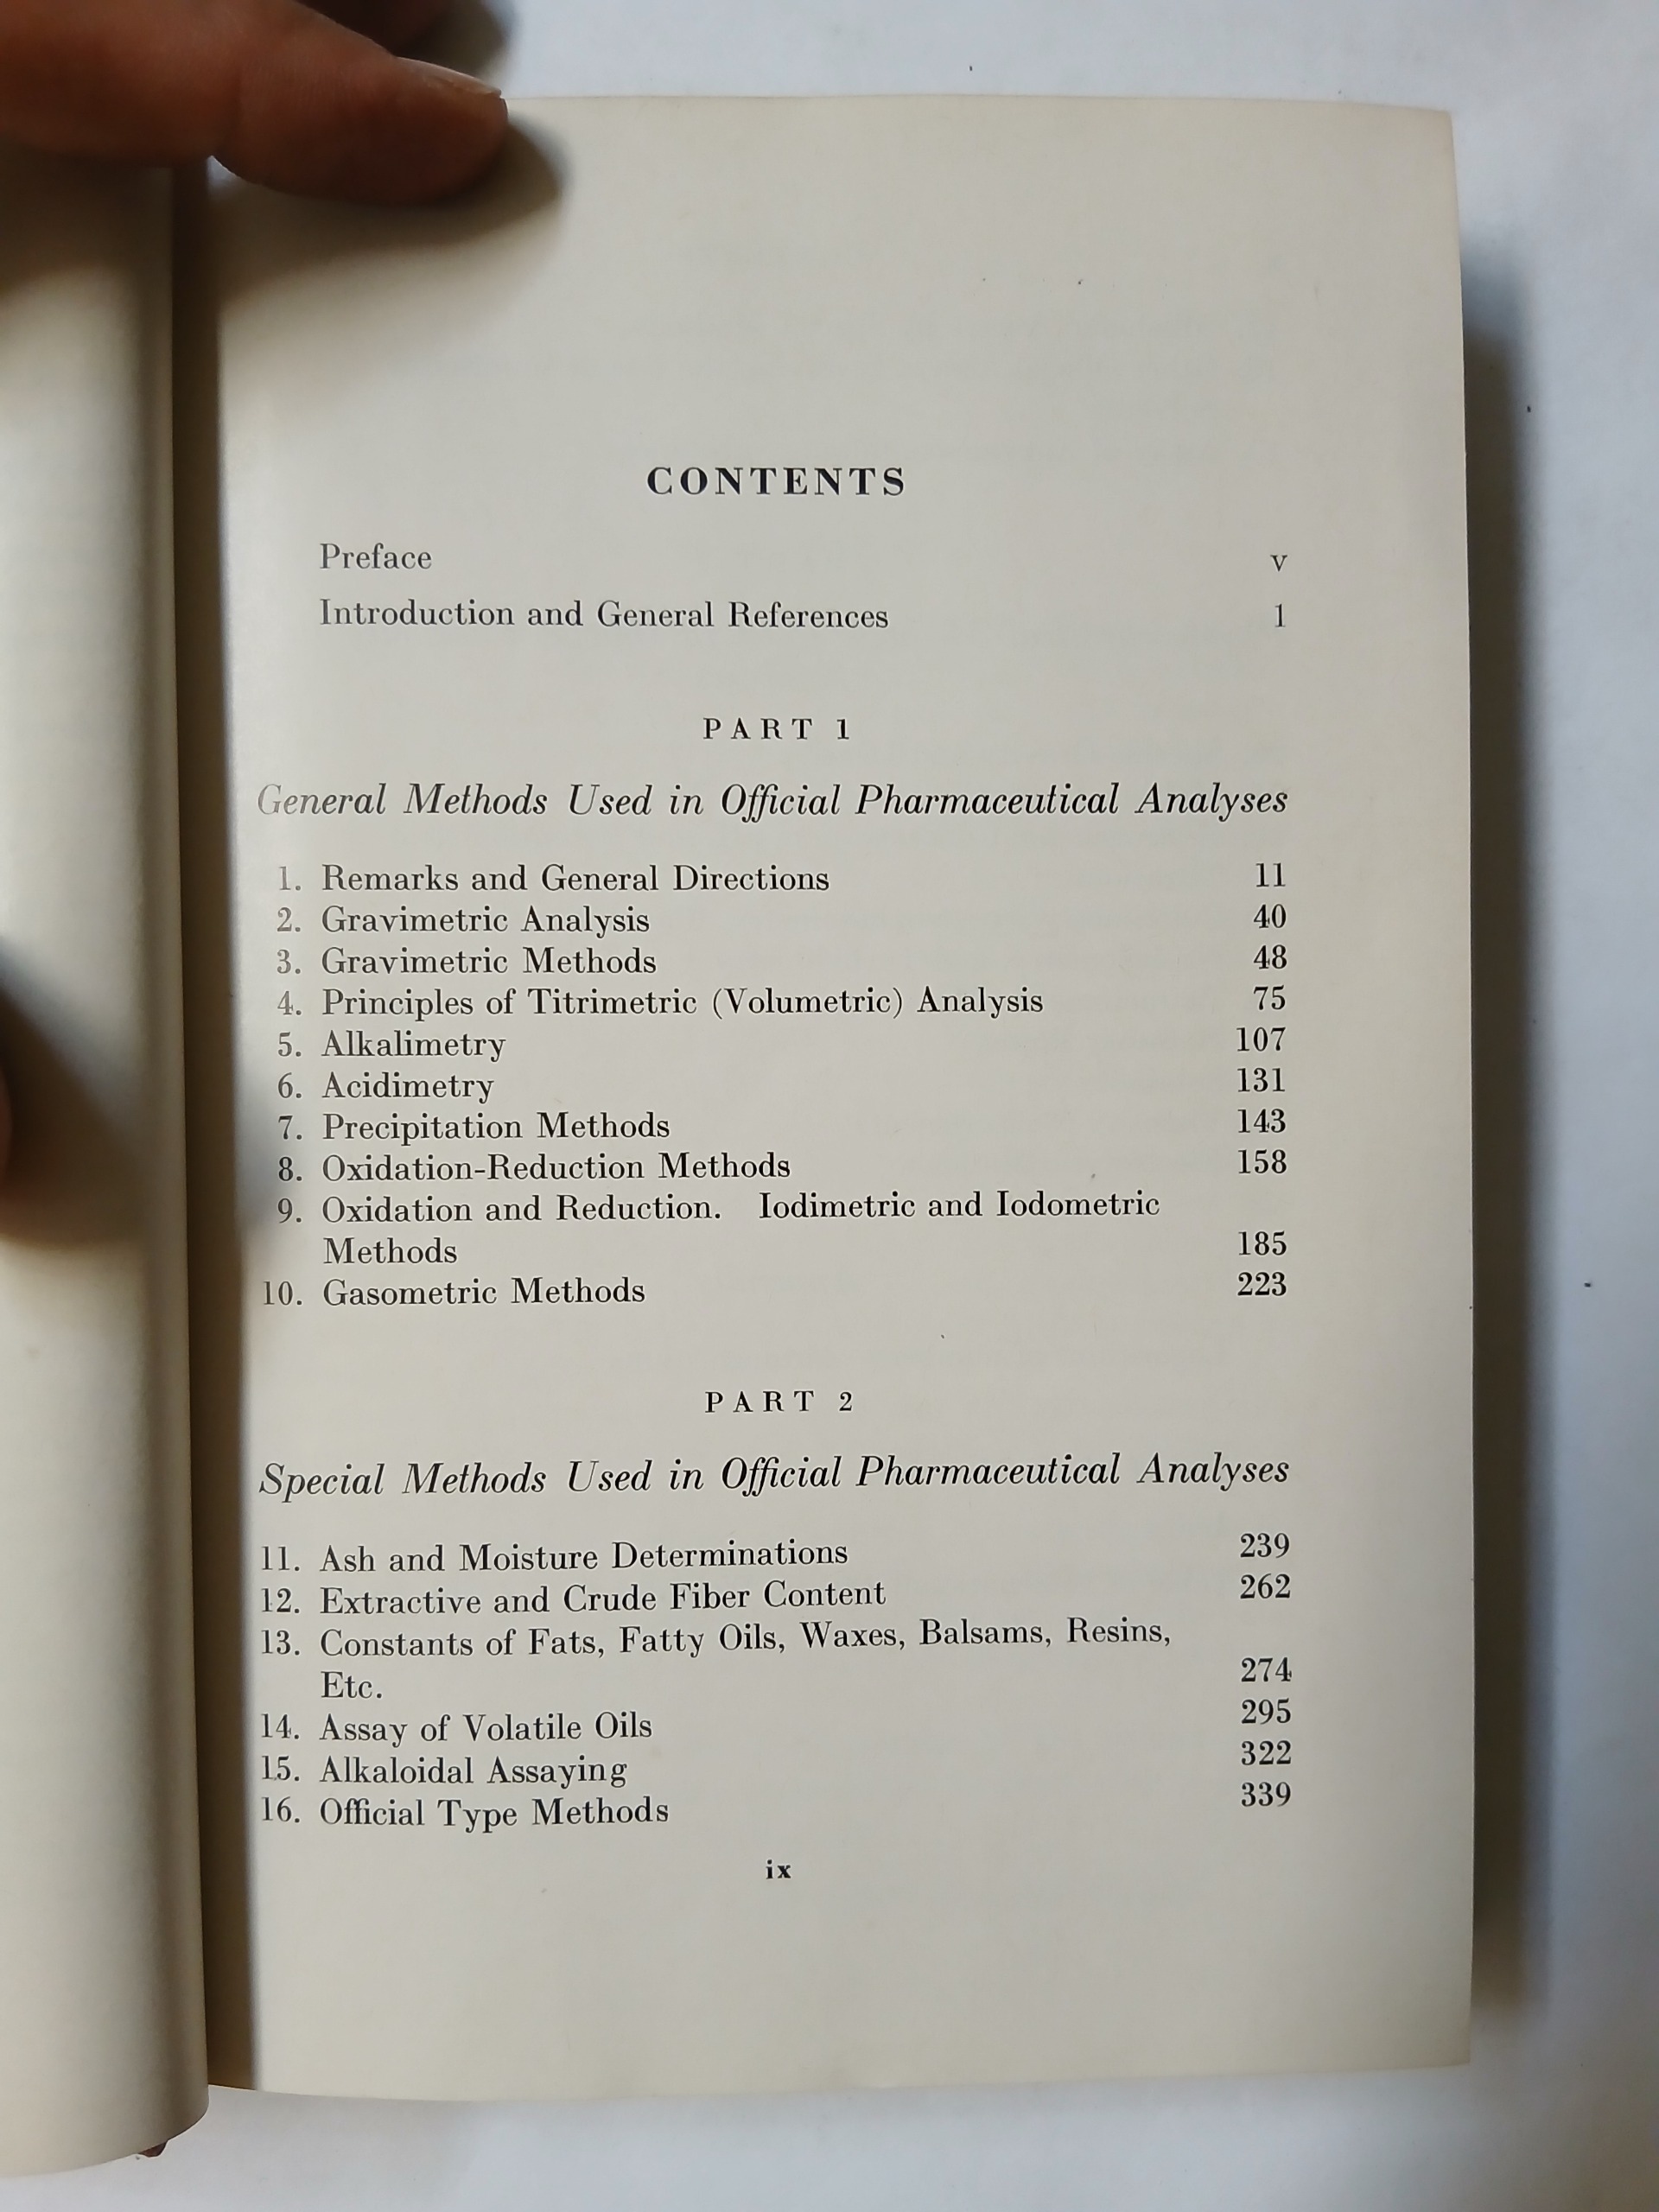 CONTENTS
Preface v
Introduction and General References 1
PART 1
General Methods Used in Official Pharmaceutical Analyses
1. Remarks and General Directions 11
2. Gravimetric Analysis 40
3. Gravimetric Methods 48
4. Principles of Titrimetric (Volumetric) Analysis 75
5. Alkalimetry 107
6. Acidimetry 131
7. Precipitation Methods 143
8. Oxidation-Reduction Methods 158
9. Oxidation and Reduction. Iodimetric and Iodometric
Methods 185
10. Gasometric Methods 223
PART 2
Special Methods Used in Official Pharmaceutical Analyses
11. Ash and Moisture Determinations 239
12. Extractive and Crude Fiber Content 262
13. Constants of Fats, Fatty Oils, Waxes, Balsams, Resins,
Etc. 274
14. Assay of Volatile Oils 295
15. Alkaloidal Assaying 322
16. Official Type Methods 339
ix